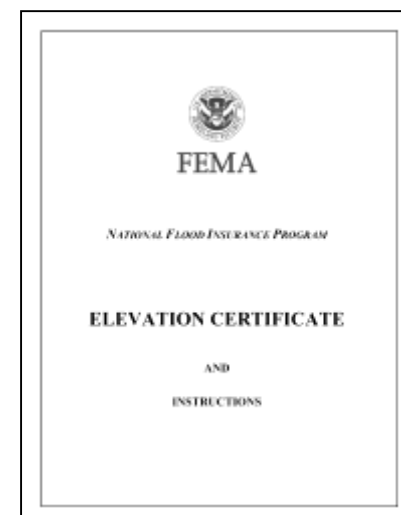 FEMA
NATIONAL FLOOD INSURANCE PROGRAM
ELEVATION CERTIFICATE
AND
INSTRUCTIONS